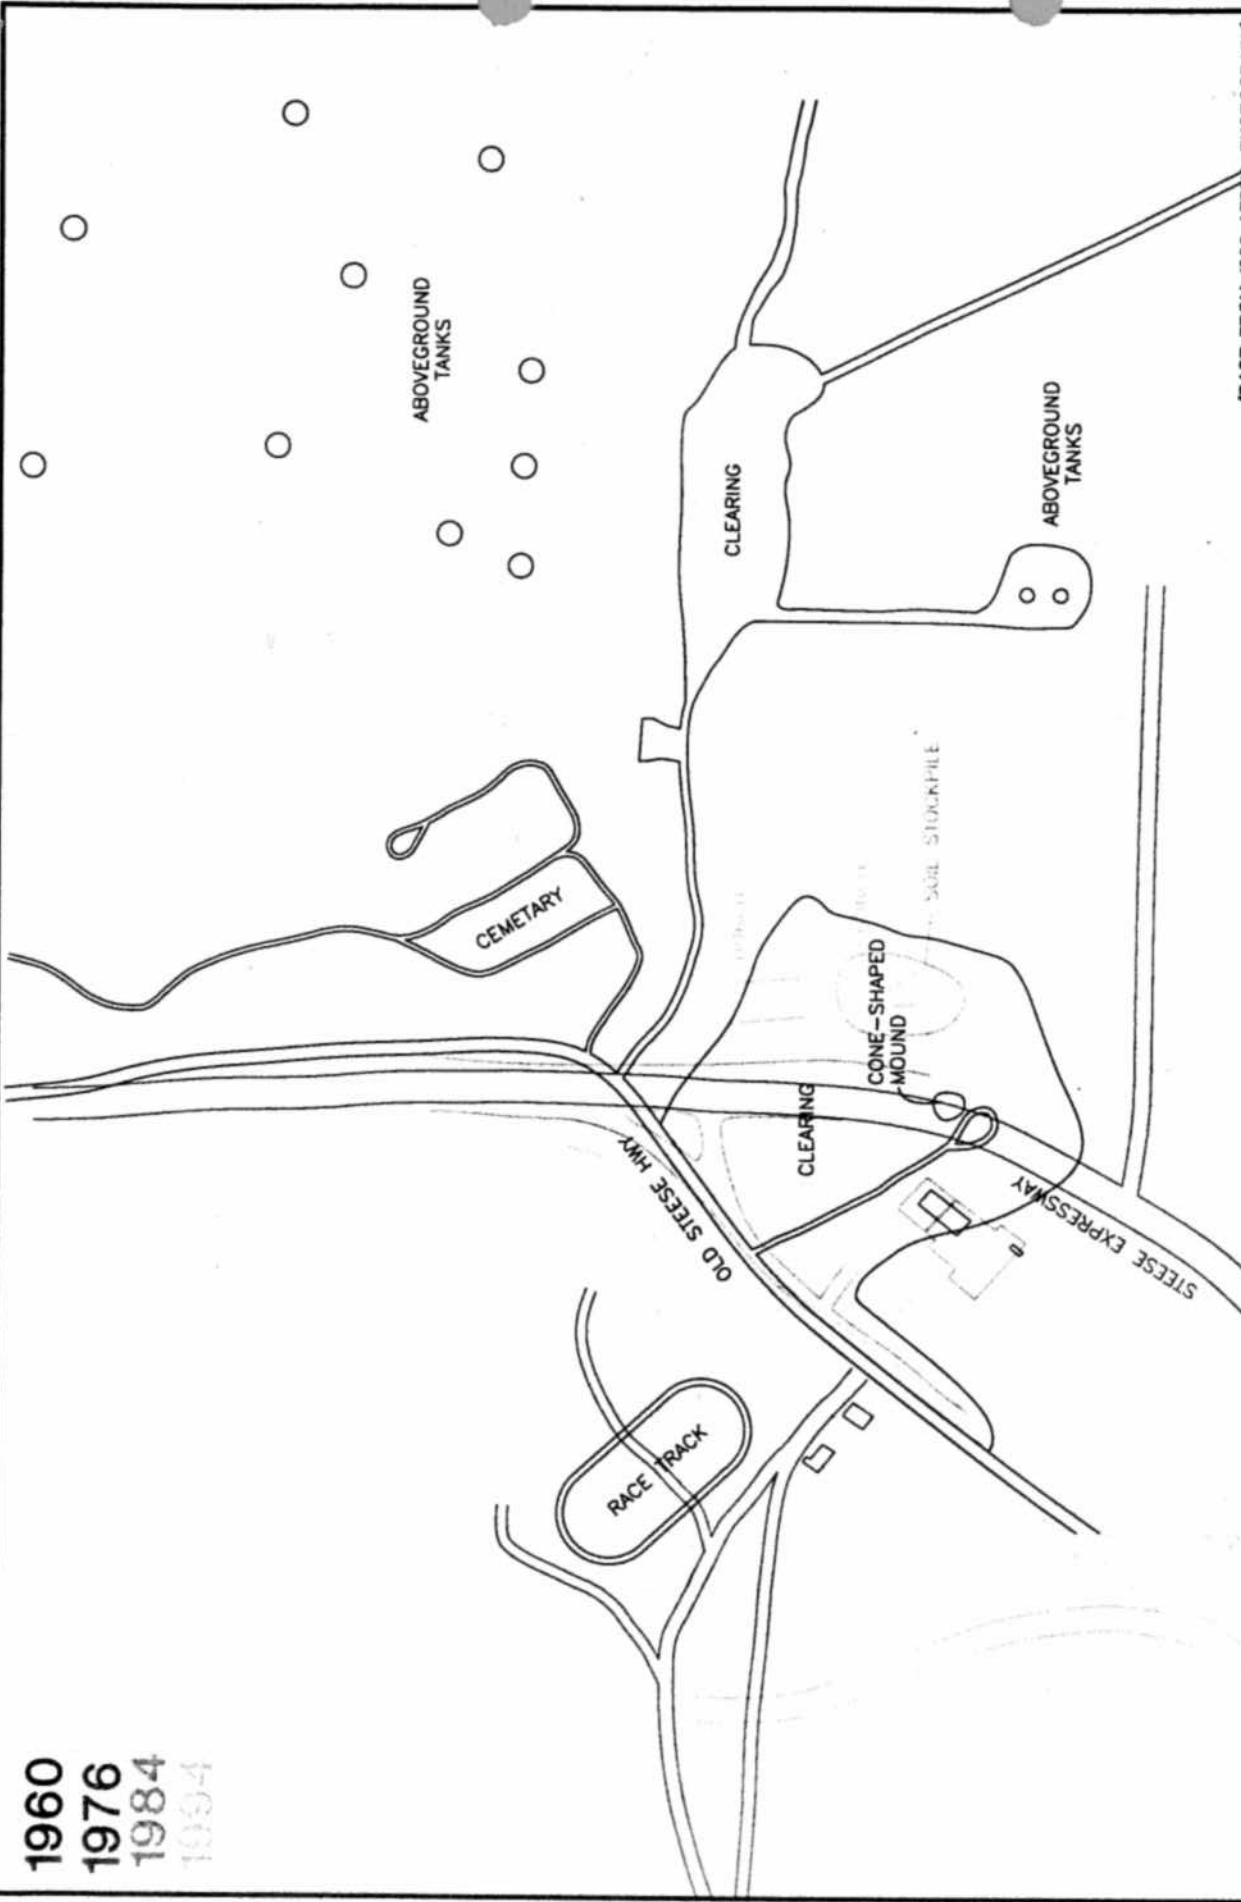 1960
1976
1984
1994
ABOVEGROUND
TANKS
CLEARING
ABOVEGROUND
TANKS
CEMETARY
SOIL STOCKPILE
CONE-SHAPED
MOUND
CLEARING
OLD STEESE HWY
STEESE EXPRESSWAY
RACE TRACK